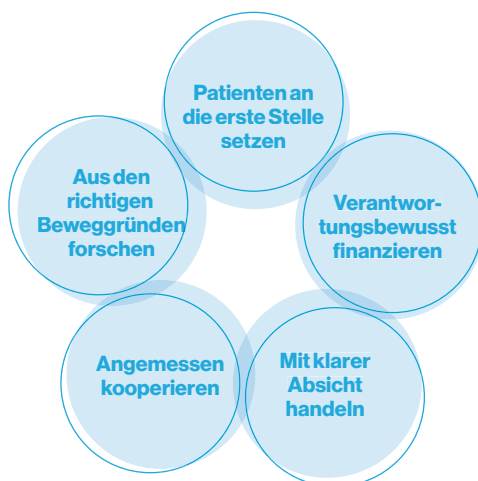 Patienten an
die erste Stelle
setzen
Verantwor-
tungsbewusst
finanzieren
Mit klarer
Absicht
handeln
Angemessen
kooperieren
Aus den
richtigen
Beweggründen
forschen